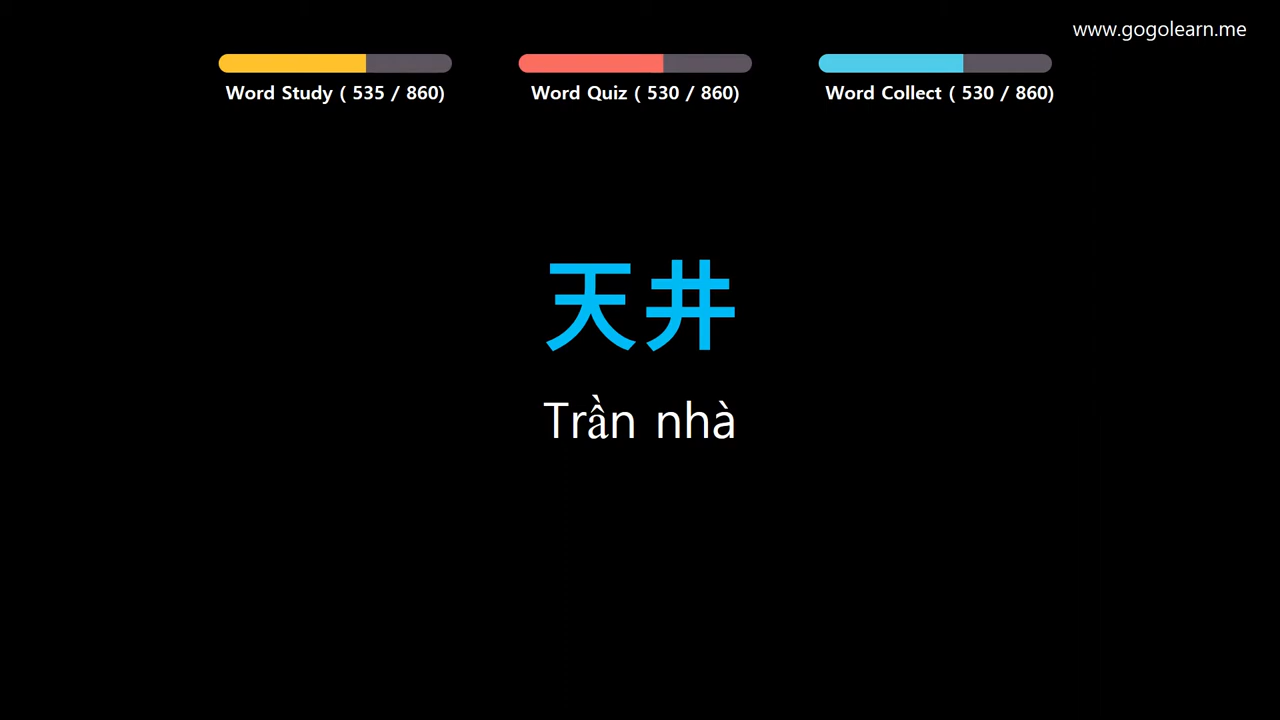 www.gogolearn.me
Word Study ( 535 / 860)
Word Quiz ( 530 / 860)
Word Collect ( 530 / 860)
天井
Trần nhà